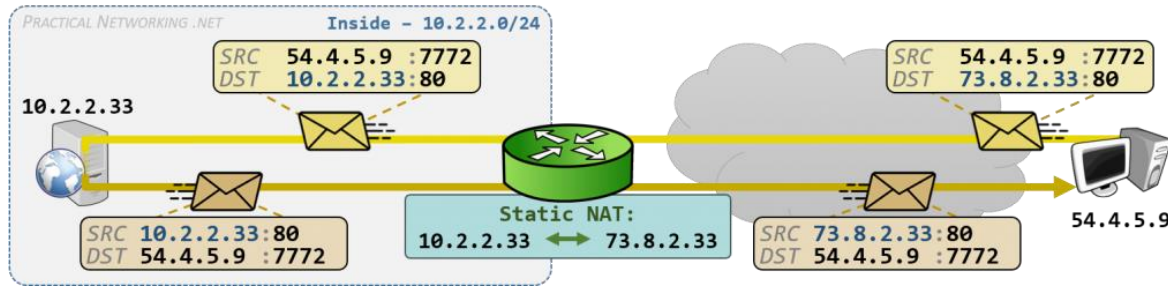 PRACTICAL NETWORKING .NET
Inside – 10.2.2.0/24
SRC 54.4.5.9 :7772
DST 10.2.2.33:80
SRC 54.4.5.9 :7772
DST 73.8.2.33:80
10.2.2.33
SRC 10.2.2.33:80
DST 54.4.5.9 :7772
Static NAT:
10.2.2.33 73.8.2.33
SRC 73.8.2.33:80
DST 54.4.5.9 :7772
54.4.5.9